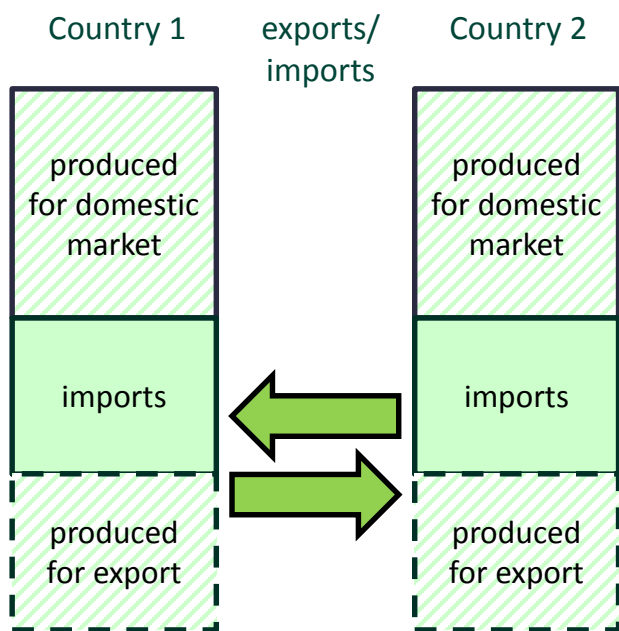 Country 1
exports/
imports
Country 2
produced
for domestic
market
produced
for domestic
market
imports
imports
produced
for export
produced
for export